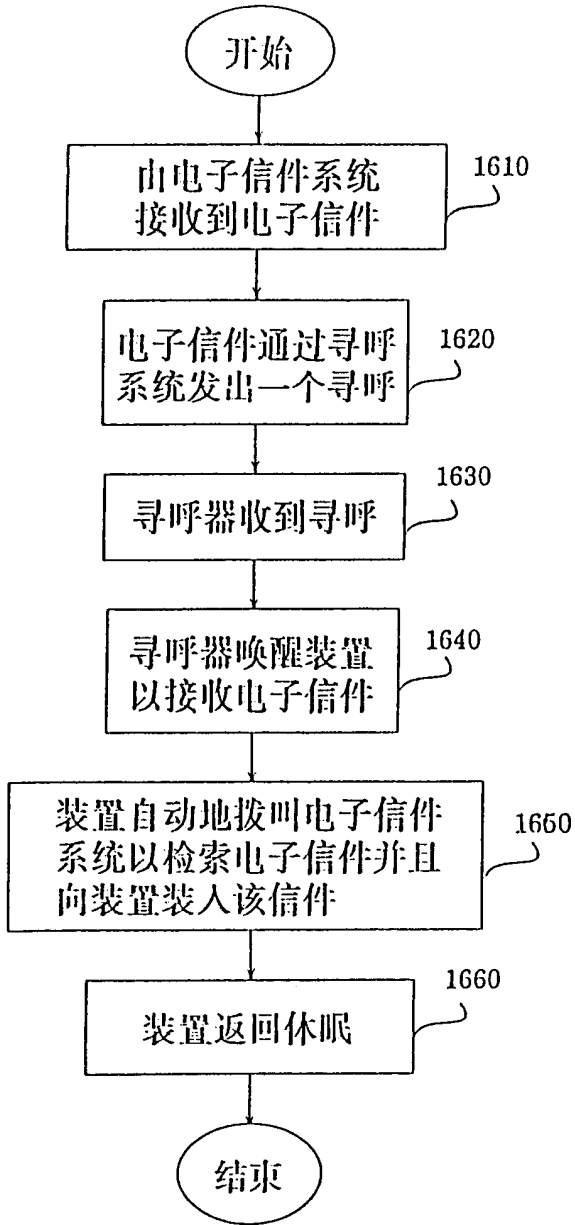 开始
由电子信件系统
接收到电子信件
1610
电子信件通过寻呼
系统发出一个寻呼
1620
寻呼器收到寻呼
1630
寻呼器唤醒装置
以接收电子信件
1640
装置自动地拨叫电子信件
系统以检索电子信件并且
向装置装入该信件
1650
装置返回休眠
1660
结束